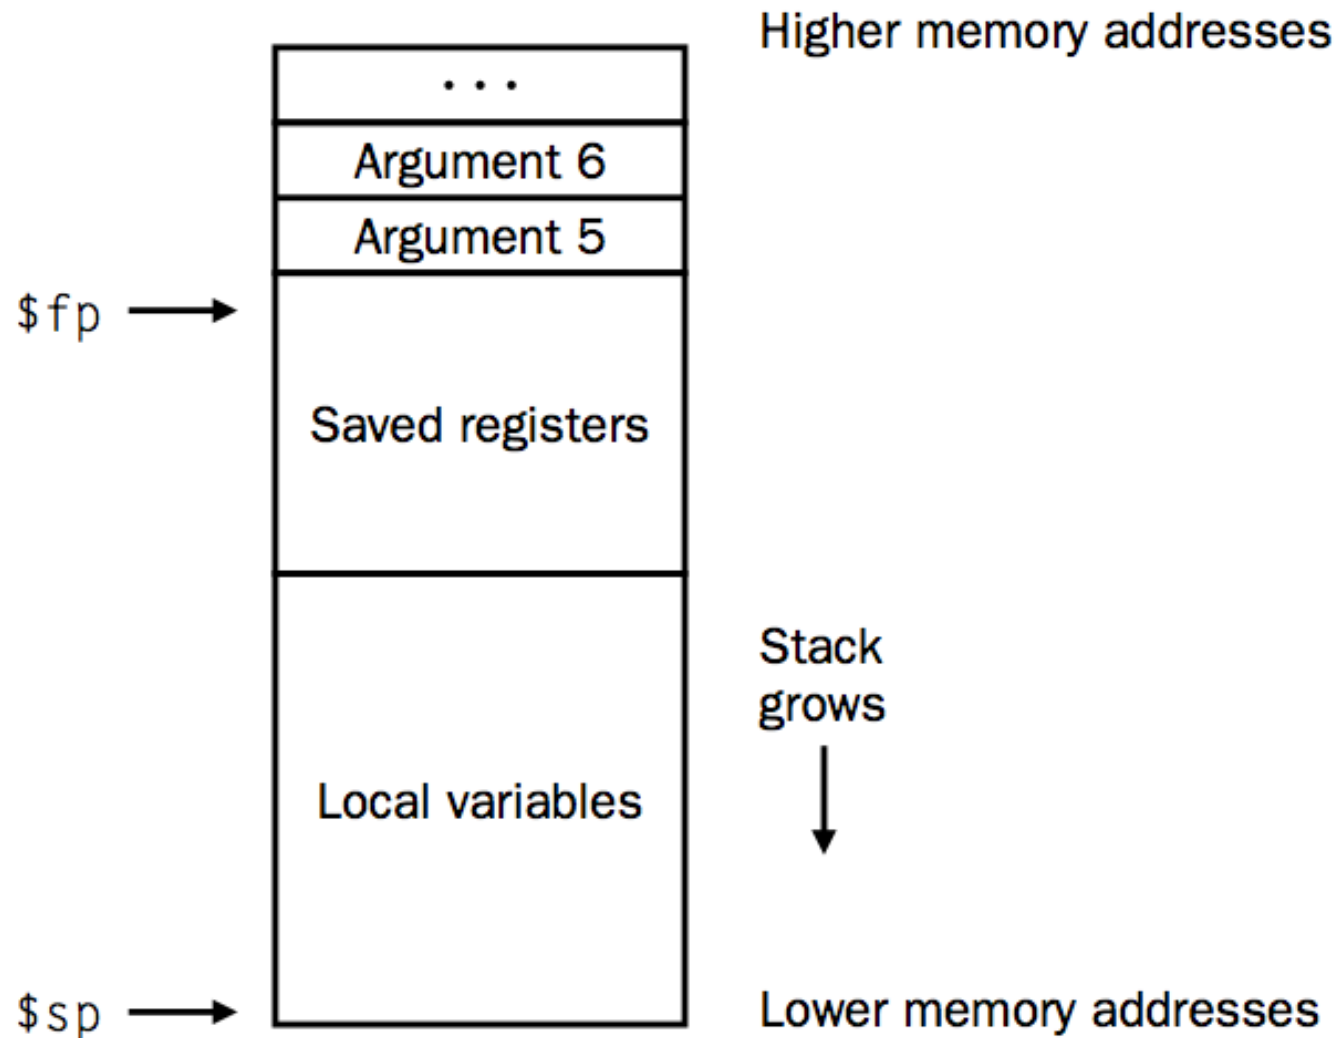 Higher memory addresses
...
Argument 6
Argument 5
$fp
Saved registers
Stack
grows
Local variables
$sp
Lower memory addresses